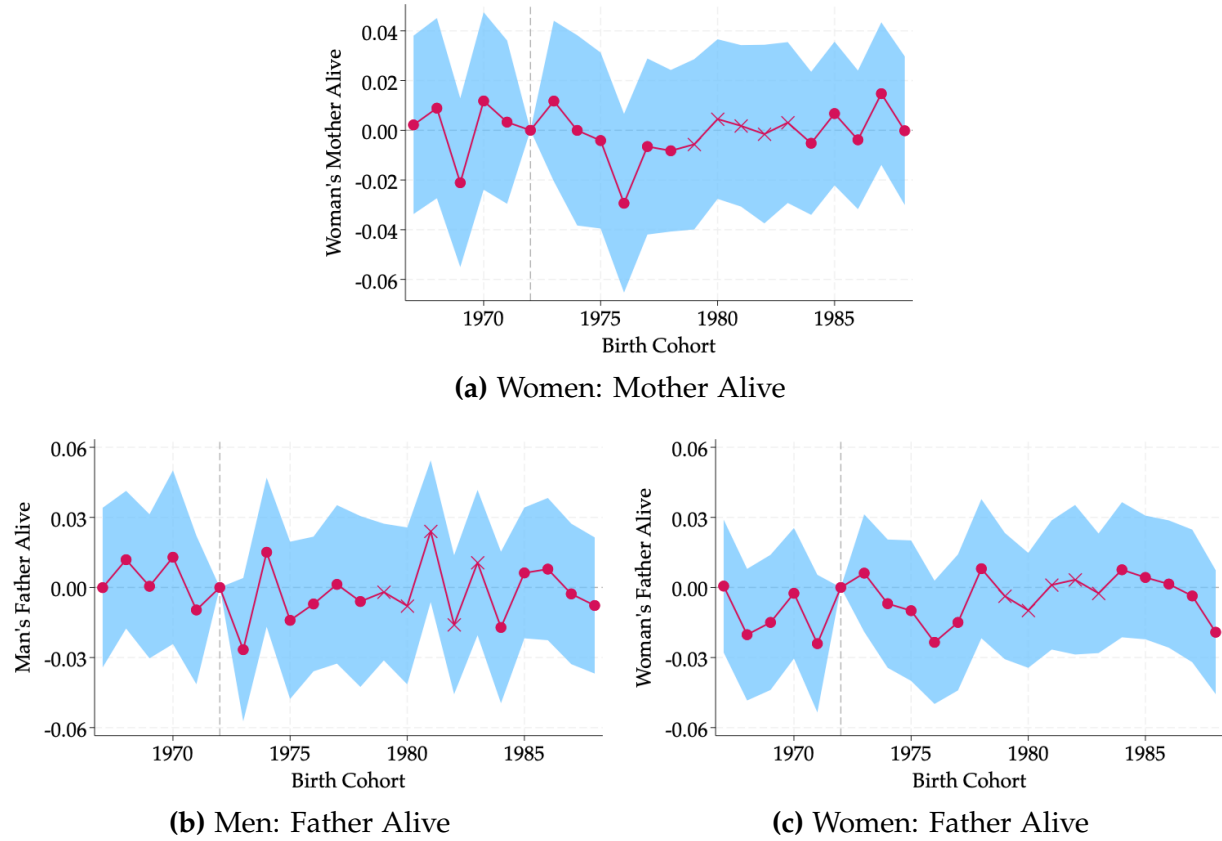 Woman's Mother Alive
0.04
0.02
0.00
-0.02
-0.04
-0.06
1970 1975 1980 1985
Birth Cohort
(a) Women: Mother Alive
Man's Father Alive
0.06
0.03
0.00
-0.03
-0.06
1970 1975 1980 1985
Birth Cohort
(b) Men: Father Alive
Woman's Father Alive
0.06
0.03
0.00
-0.03
-0.06
1970 1975 1980 1985
Birth Cohort
(c) Women: Father Alive